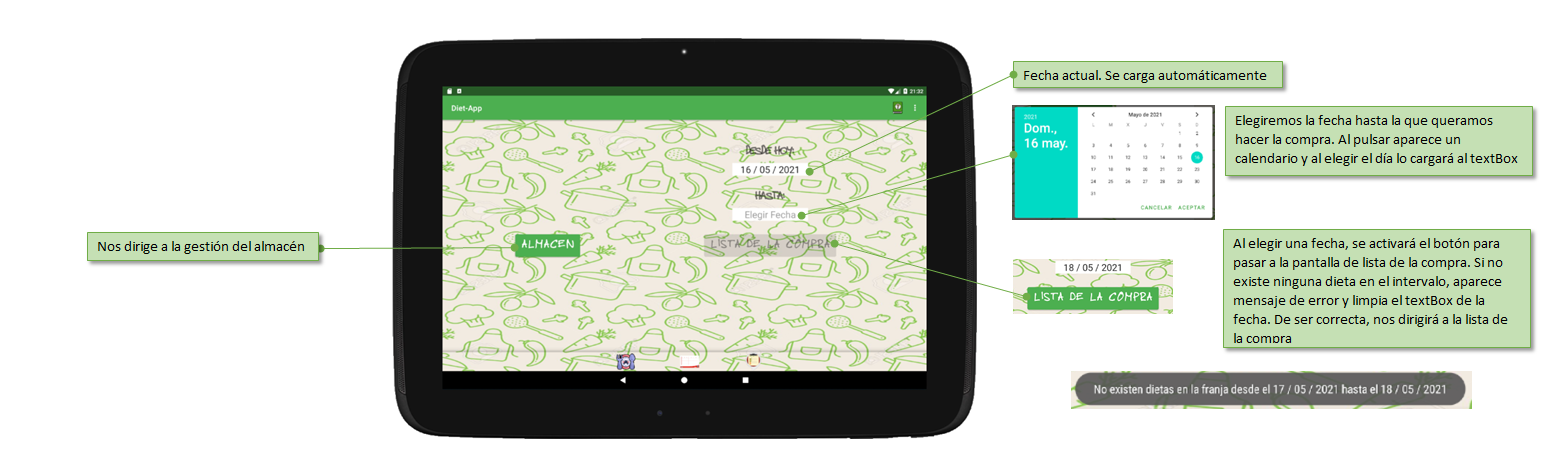 Fecha actual. Se carga automáticamente
21:32
Diet-App
2021
Dom.,
16 may.
Mayo de 2021
L M X J V S D
1 2
3 4 5 6 7 8 9
10 11 12 13 14 15 16
17 18 19 20 21 22 23
24 25 26 27 28 29 30
31
CANCELAR ACEPTAR
Elegiremos la fecha hasta la que queramos
hacer la compra. Al pulsar aparece un
calendario y al elegir el día lo cargará al textBox
DESDE HOY:
16 / 05 / 2021
HASTA:
Elegir Fecha
Nos dirige a la gestión del almacén
ALMACEN
LISTA DE LA COMPRA
Al elegir una fecha, se activará el botón para
pasar a la pantalla de lista de la compra. Si no
existe ninguna dieta en el intervalo, aparece
mensaje de error y limpia el textBox de la
fecha. De ser correcta, nos dirigirá a la lista de
la compra
18 / 05 / 2021
LISTA DE LA COMPRA
No existen dietas en la franja desde el 17 / 05 / 2021 hasta el 18 / 05 / 2021